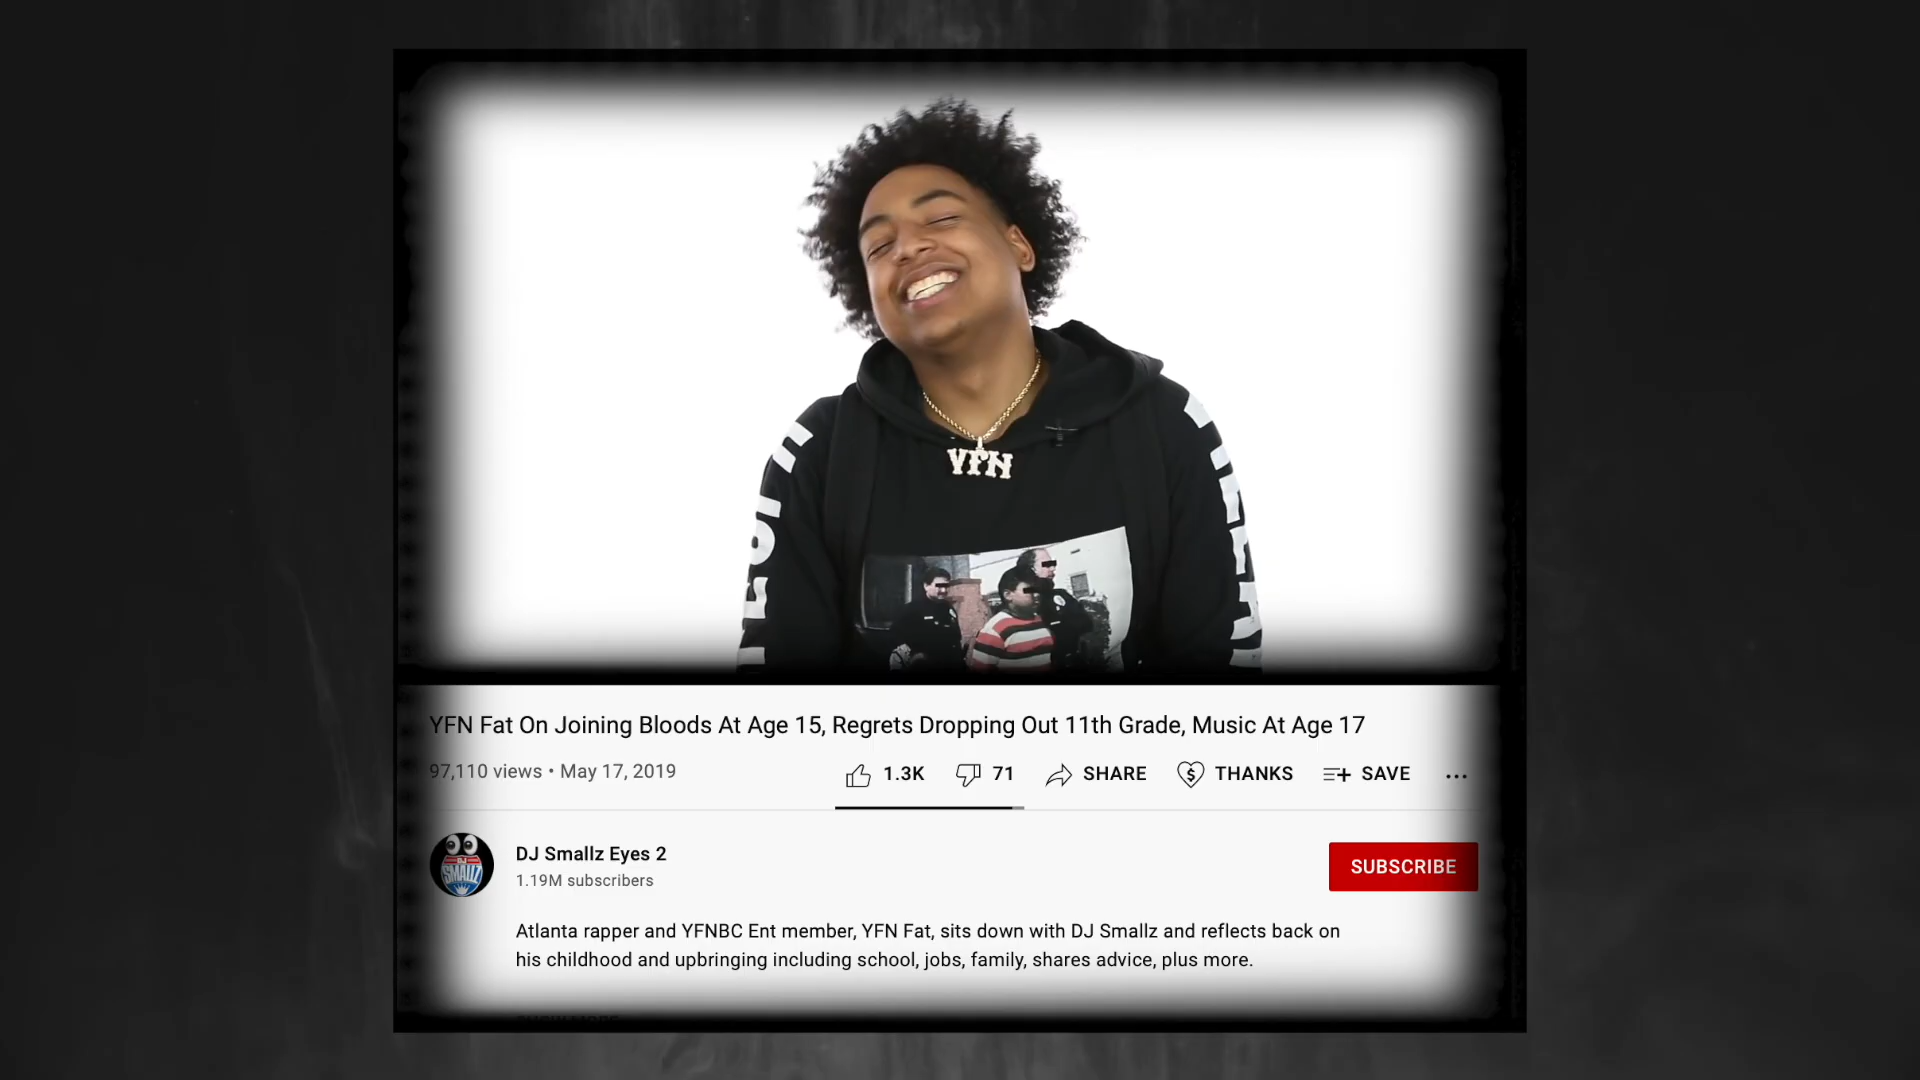 YFN
YFN Fat On Joining Bloods At Age 15, Regrets Dropping Out 11th Grade, Music At Age 17
97,110 views • May 17, 2019
1.3K
71
SHARE
THANKS
SAVE
DJ
SMALLZ
DJ Smallz Eyes 2
1.19M subscribers
SUBSCRIBE
Atlanta rapper and YFNBC Ent member, YFN Fat, sits down with DJ Smallz and reflects back on
his childhood and upbringing including school, jobs, family, shares advice, plus more.